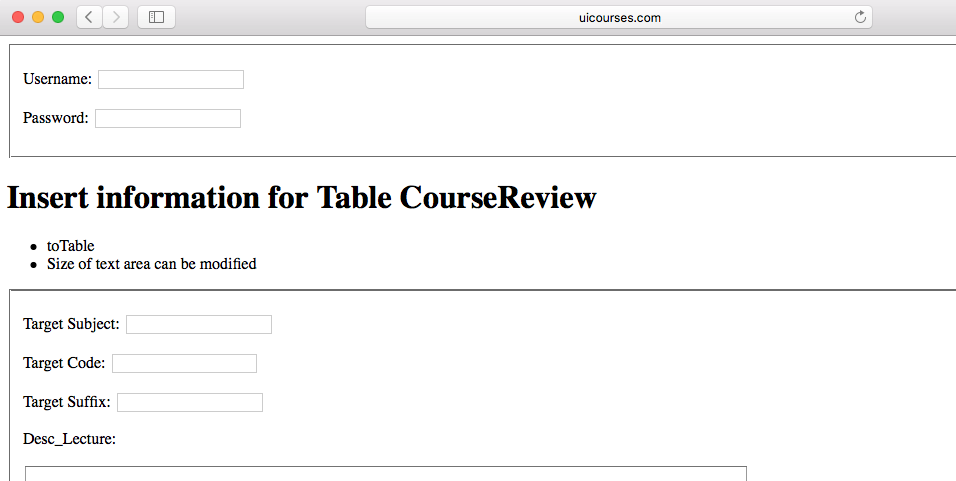 uicourses.com
Username:
Password:
Insert information for Table CourseReview
toTable
Size of text area can be modified
Target Subject:
Target Code:
Target Suffix:
Desc_Lecture: